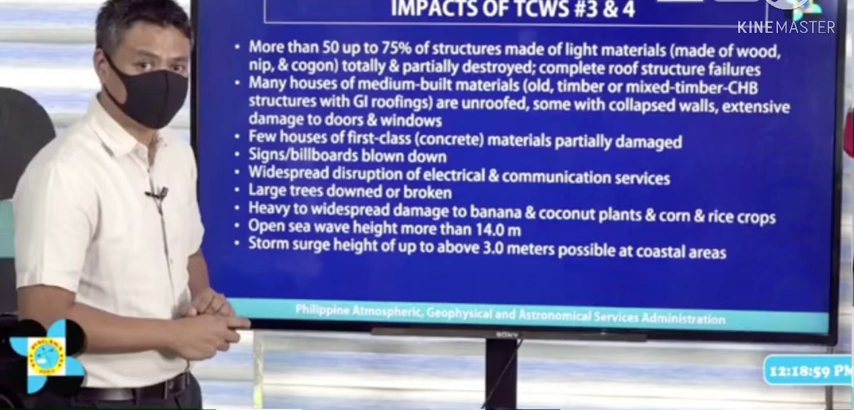 IMPACTS OF TCWS #3 & 4
KINEMASTER
• More than 50 up to 75% of structures made of light materials (made of wood,
nip, & cogon) totally & partially destroyed; complete roof structure failures
• Many houses of medium-built materials (old, timber or mixed-timber-CHB
structures with GI roofings) are unroofed, some with collapsed walls, extensive
damage to doors & windows
• Few houses of first-class (concrete) materials partially damaged
• Signs/billboards blown down
• Widespread disruption of electrical & communication services
• Large trees downed or broken
• Heavy to widespread damage to banana & coconut plants & corn & rice crops
• Open sea wave height more than 14.0 m
• Storm surge height of up to above 3.0 meters possible at coastal areas
Philippine Atmospheric, Geophysical and Astronomical Services Administration
SONY
12:18:59 PM